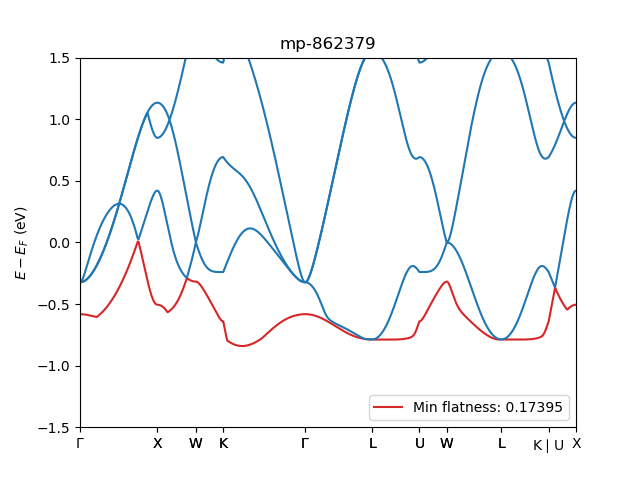 mp-862379
E − E_F (eV)
1.5
1.0
0.5
0.0
−0.5
−1.0
−1.5
Min flatness: 0.17395
Γ X W K Γ L U W L K | U X